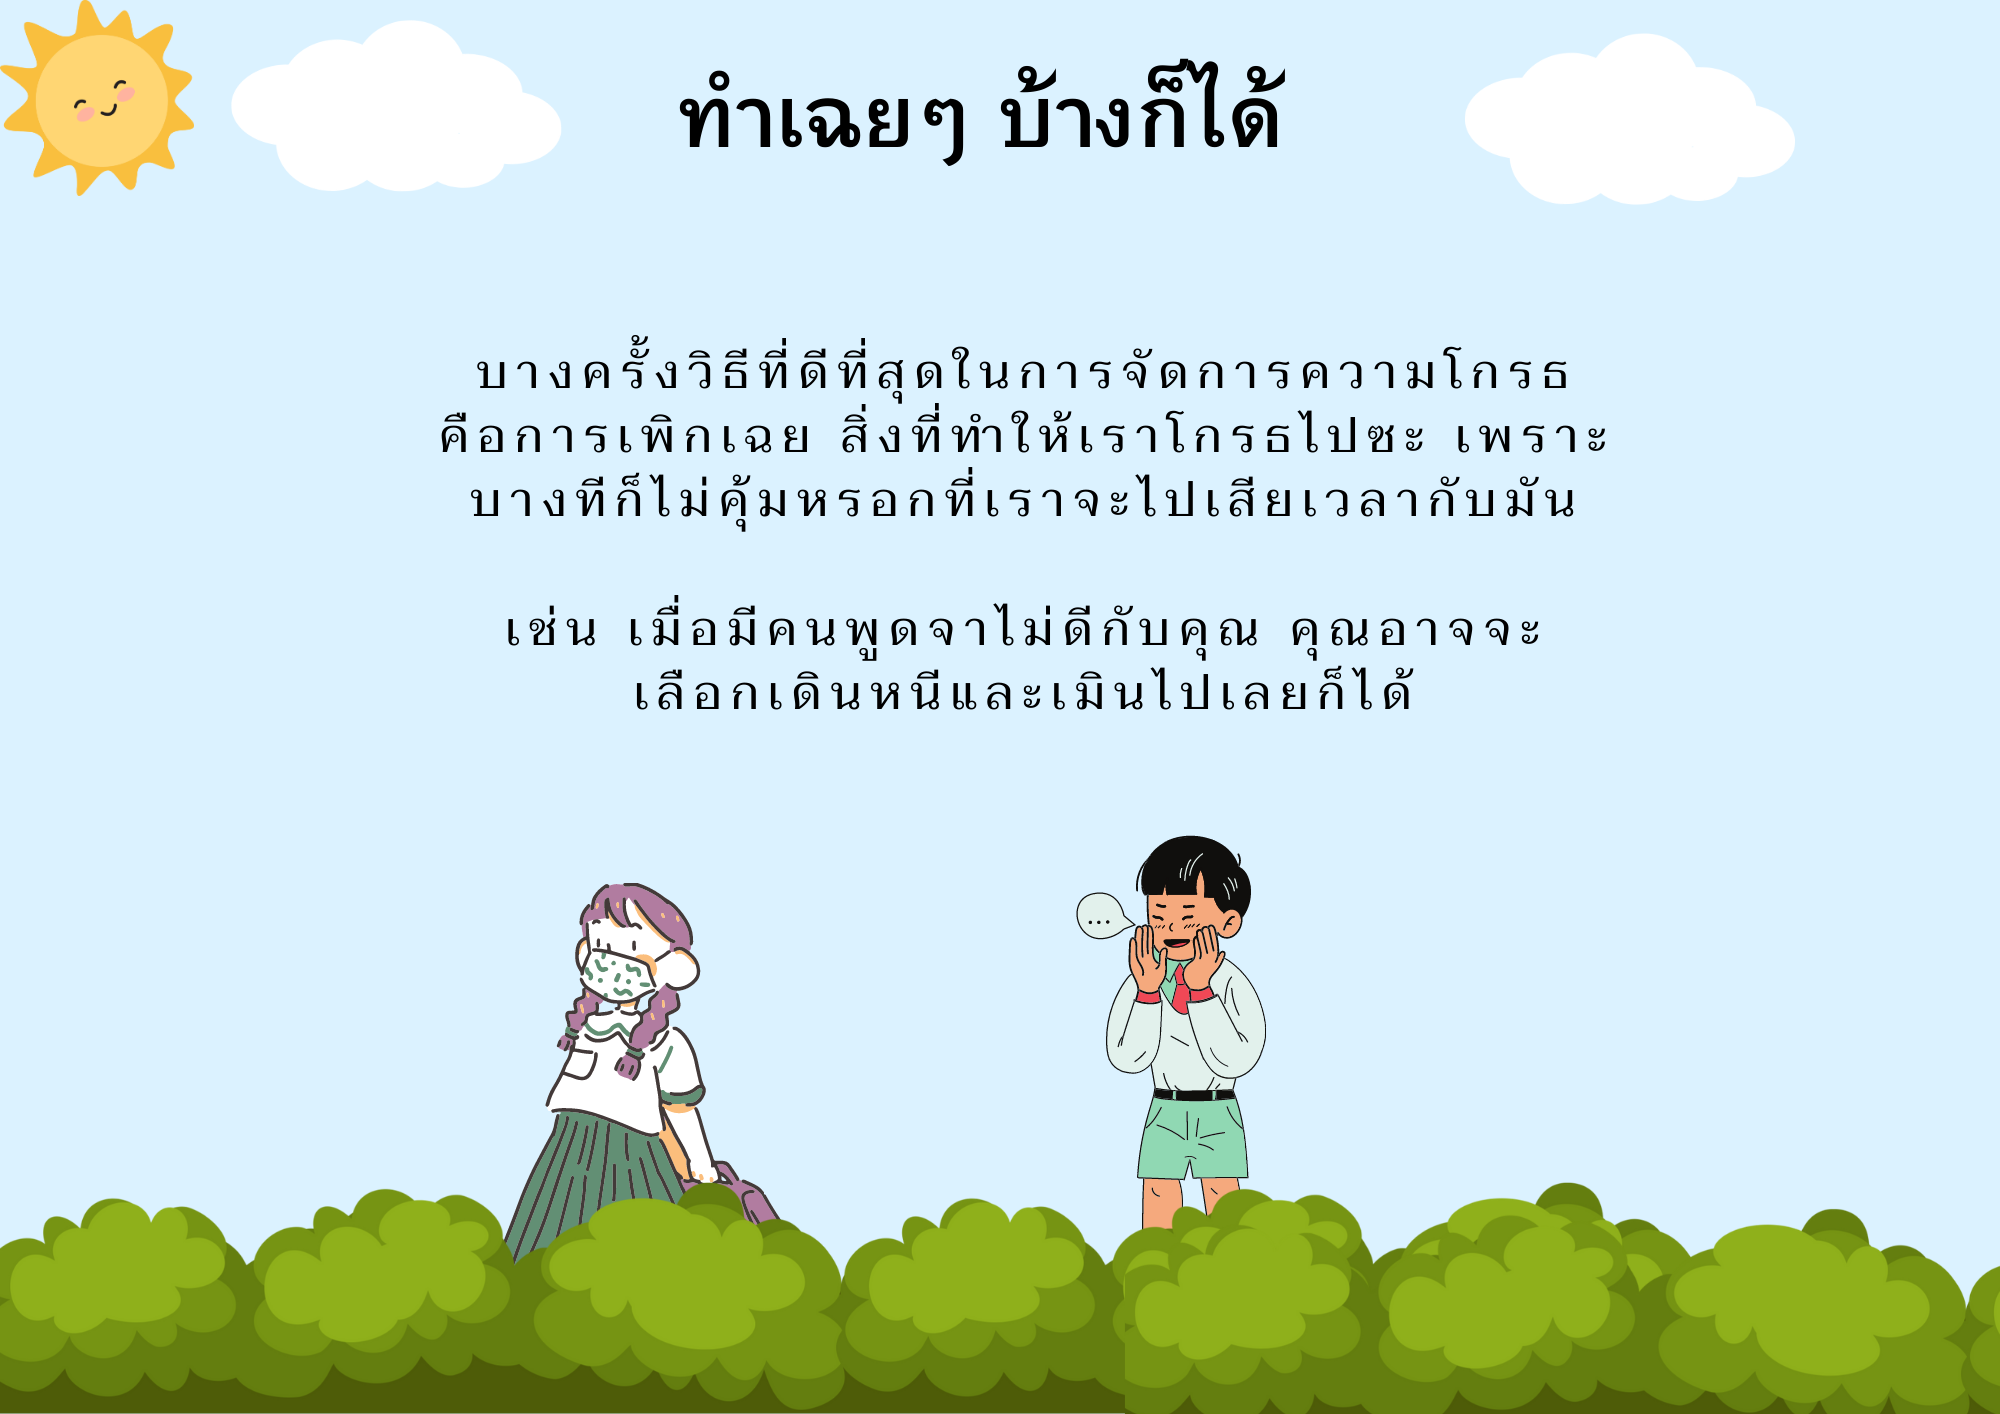 ทำเฉยๆ บ้างก็ได้
บางครั้งวิธีที่ดีที่สุดในการจัดการความโกรธ
คือการเพิกเฉย สิ่งที่ทำให้เราโกรธไปซะ เพราะ
บางทีก็ไม่คุ้มหรอกที่เราจะไปเสียเวลากับมัน
เช่น เมื่อมีคนพูดจาไม่ดีกับคุณ คุณอาจจะ
เลือกเดินหนีและเมินไปเลยก็ได้
...